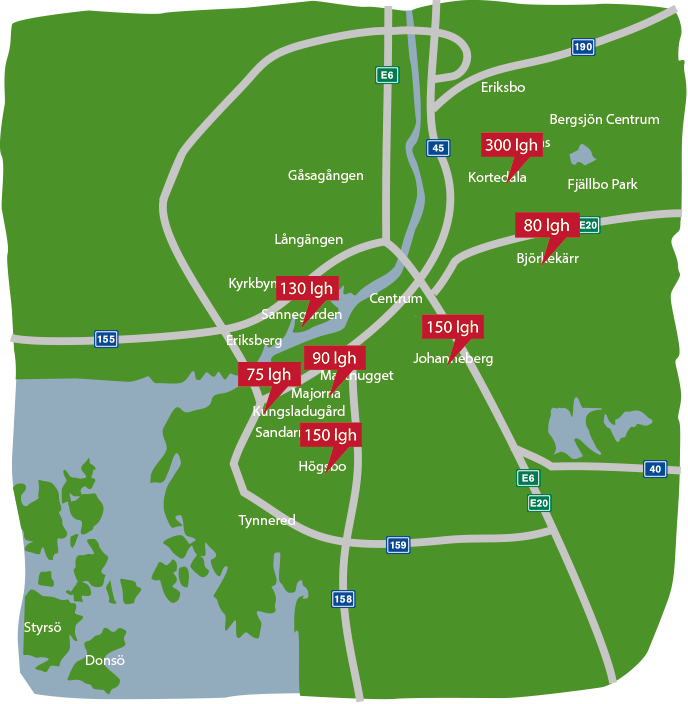 190
E6
Eriksbo
Bergsjön Centrum
45
300 lgh
Gåsagången
Kortedala
Fjällbo Park
80 lgh
E20
Långängen
Björkekärr
Kyrkbyn
130 lgh
Centrum
Sannegården
150 lgh
155
Eriksberg
90 lgh
Johanneberg
75 lgh
Majorna
Kungsladugård
150 lgh
Högsbo
40
E6
E20
Tynnered
159
158
Styrsö
Donsö